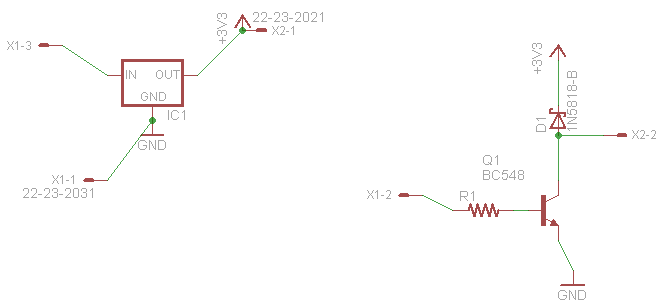 22-23-2021
+3V3
X2-1
X1-3
IN
OUT
GND
IC1
GND
X1-1
22-23-2031
+3V3
1N5818-B
D1
X2-2
Q1
BC548
X1-2
R1
GND